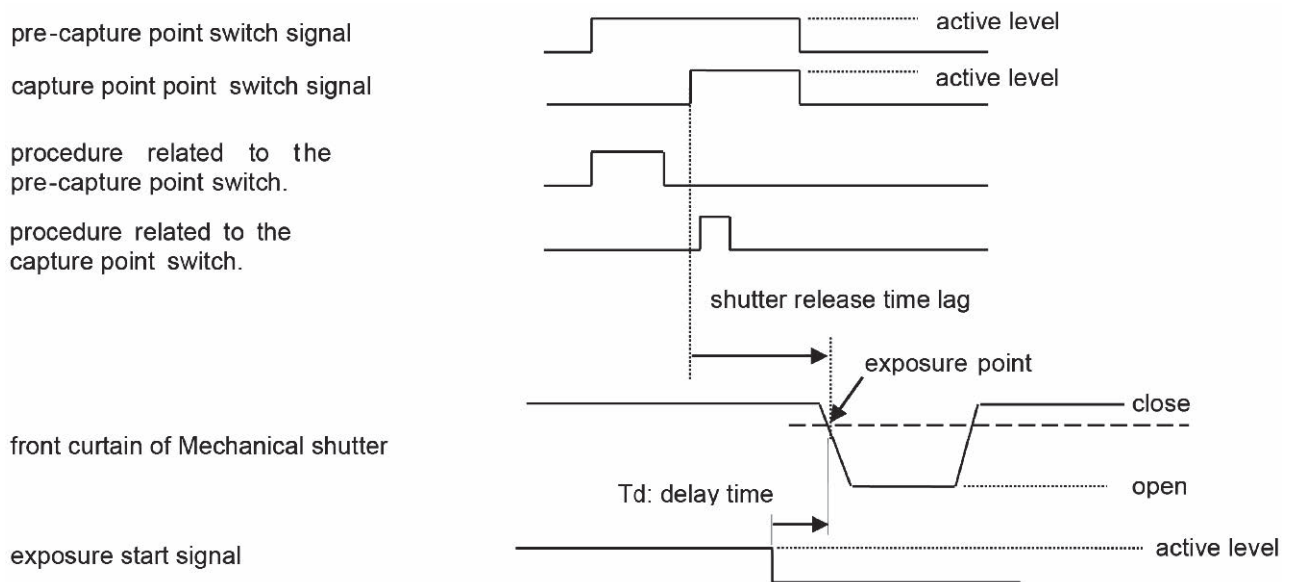 pre-capture point switch signal
active level
capture point point switch signal
active level
procedure related to the
pre-capture point switch.
procedure related to the
capture point switch.
shutter release time lag
exposure point
close
front curtain of Mechanical shutter
Td: delay time
open
exposure start signal
active level